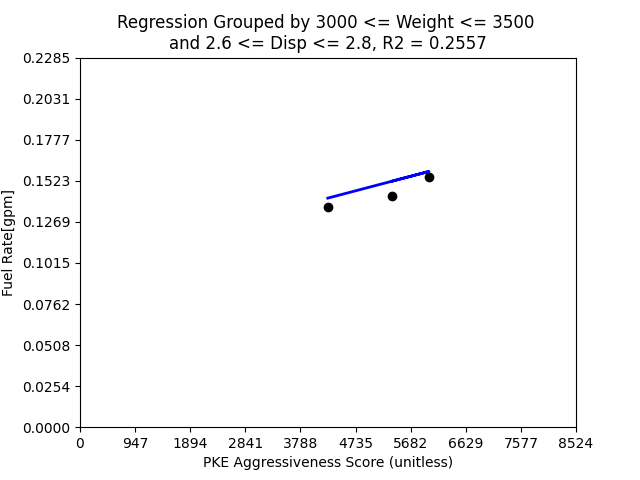 Regression Grouped by 3000 <= Weight <= 3500
and 2.6 <= Disp <= 2.8, R2 = 0.2557
0.2285
0.2031
0.1777
0.1523
0.1269
0.1015
0.0762
0.0508
0.0254
0.0000
Fuel Rate[gpm]
0 947 1894 2841 3788 4735 5682 6629 7577 8524
PKE Aggressiveness Score (unitless)